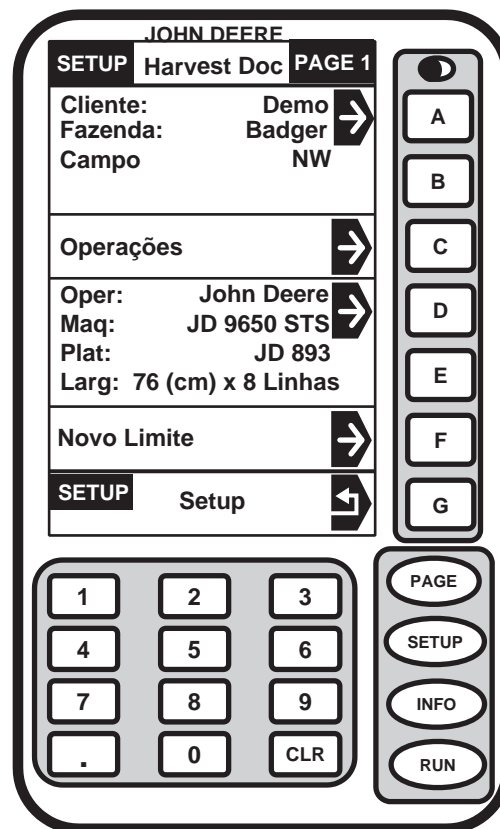 JOHN DEERE
SETUP Harvest Doc PAGE 1
Cliente: Demo
Fazenda: Badger
Campo NW
Operações
Oper: John Deere
Maq: JD 9650 STS
Plat: JD 893
Larg: 76 (cm) x 8 Linhas
Novo Limite
SETUP Setup
A
B
C
D
E
F
G
PAGE
SETUP
INFO
RUN
1 2 3
4 5 6
7 8 9
. 0 CLR